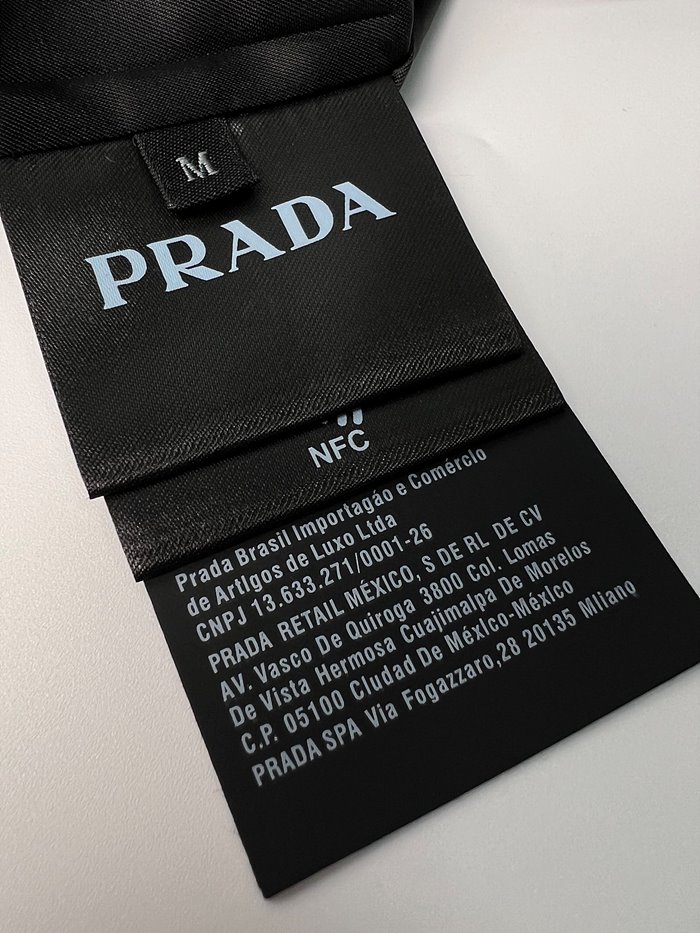 M
PRADA
NFC
Prada Brasil Importagão e Comércio
de Artigos de Luxo Ltda
CNPJ 13.633.271/0001-26
PRADA RETAIL MÉXICO, S DE RL DE CV
AV. Vasco De Quiroga 3800 Col. Lomas
De Vista Hermosa Cuajimalpa De Morelos
C.P. 05100 Ciudad De México-México
PRADA SPA Via Fogazzaro,28 20135 Milano